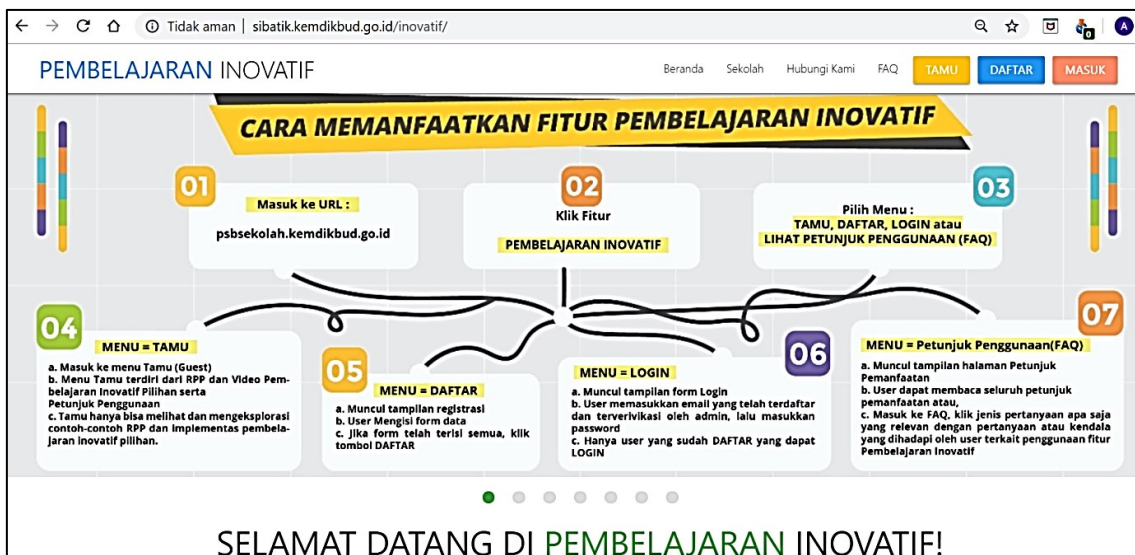 Tidak aman | sibatik.kemdikbud.go.id/inovatif/
0
A
PEMBELAJARAN INOVATIF
Beranda Sekolah Hubungi Kami FAQ TAMU DAFTAR MASUK
CARA MEMANFAATKAN FITUR PEMBELAJARAN INOVATIF
01
Masuk ke URL :
psbsekolah.kemdikbud.go.id
02
Klik Fitur
PEMBELAJARAN INOVATIF
03
Pilih Menu :
TAMU, DAFTAR, LOGIN atau
LIHAT PETUNJUK PENGGUNAAN (FAQ)
04
MENU = TAMU
a. Masuk ke menu Tamu (Guest)
b. Menu Tamu terdiri dari RPP dan Video Pem-
belajaran Inovatif Pilihan serta
Petunjuk Penggunaan
c. Tamu hanya bisa melihat dan mengeksplorasi
contoh-contoh RPP dan implementas pembela-
jaran inovatif pilihan.
05
MENU = DAFTAR
a. Muncul tampilan registrasi
b. User Mengisi form data
c. Jika form telah terisi semua, klik
tombol DAFTAR
06
MENU = LOGIN
a. Muncul tampilan form Login
b. User memasukkan email yang telah terdaftar
dan terverivikasi oleh admin, lalu masukkan
password
c. Hanya user yang sudah DAFTAR yang dapat
LOGIN
07
MENU = Petunjuk Penggunaan(FAQ)
a. Muncul tampilan halaman Petunjuk
Pemanfaatan
b. User dapat membaca seluruh petunjuk
pemanfaatan atau,
c. Masuk ke FAQ, klik jenis pertanyaan apa saja
yang relevan dengan pertanyaan atau kendala
yang dihadapi oleh user terkait penggunaan fitur
Pembelajaran Inovatif
SELAMAT DATANG DI PEMBELAJARAN INOVATIF!